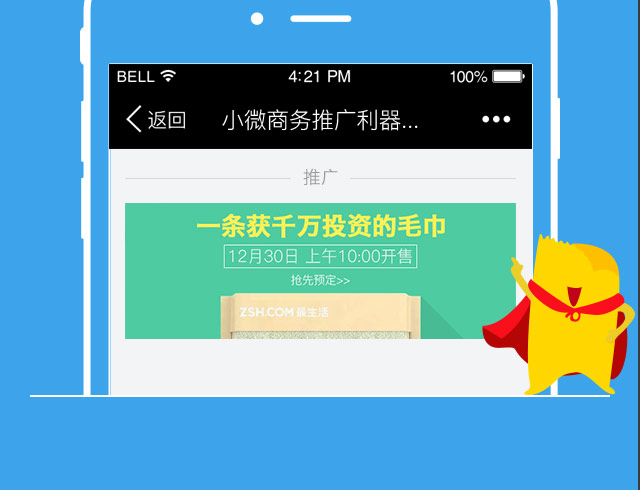 BELL 4:21 PM 100%
返回 小微商务推广利器...
推广
一条获千万投资的毛巾
12月30日 上午10:00开售
抢先预定>>
ZSH.COM 最生活